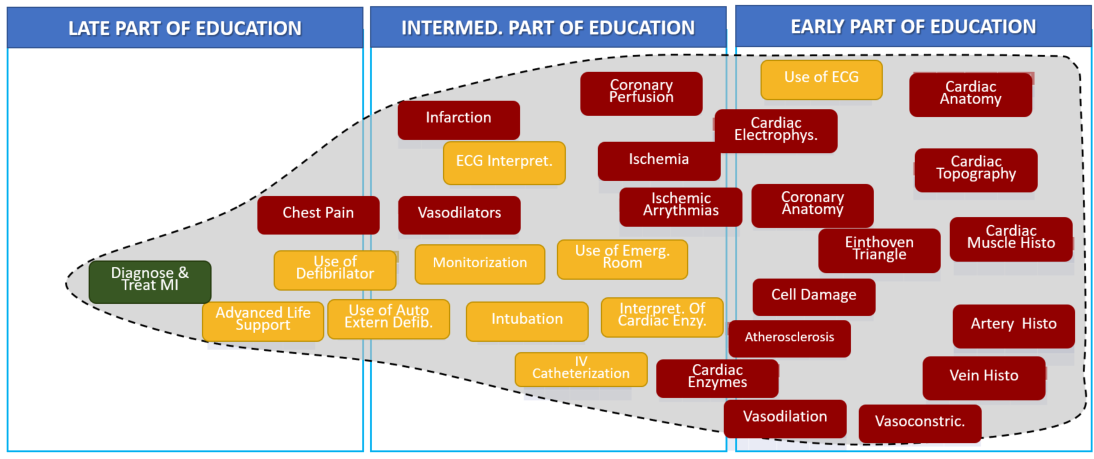 LATE PART OF EDUCATION
INTERMED. PART OF EDUCATION
EARLY PART OF EDUCATION
Use of ECG
Coronary
Perfusion
Cardiac
Anatomy
Infarction
Cardiac
Electrophys.
ECG Interpret.
Ischemia
Cardiac
Topography
Chest Pain
Vasodilators
Ischemic
Arrythmias
Coronary
Anatomy
Cardiac
Muscle Histo
Einthoven
Triangle
Diagnose &
Treat MI
Use of
Defibrilator
Monitorization
Use of Emerg.
Room
Cell Damage
Advanced Life
Support
Use of Auto
Extern Defib.
Intubation
Interpret. Of
Cardiac Enzy.
Atherosclerosis
Artery Histo
IV
Catheterization
Cardiac
Enzymes
Vein Histo
Vasodilation
Vasoconstric.